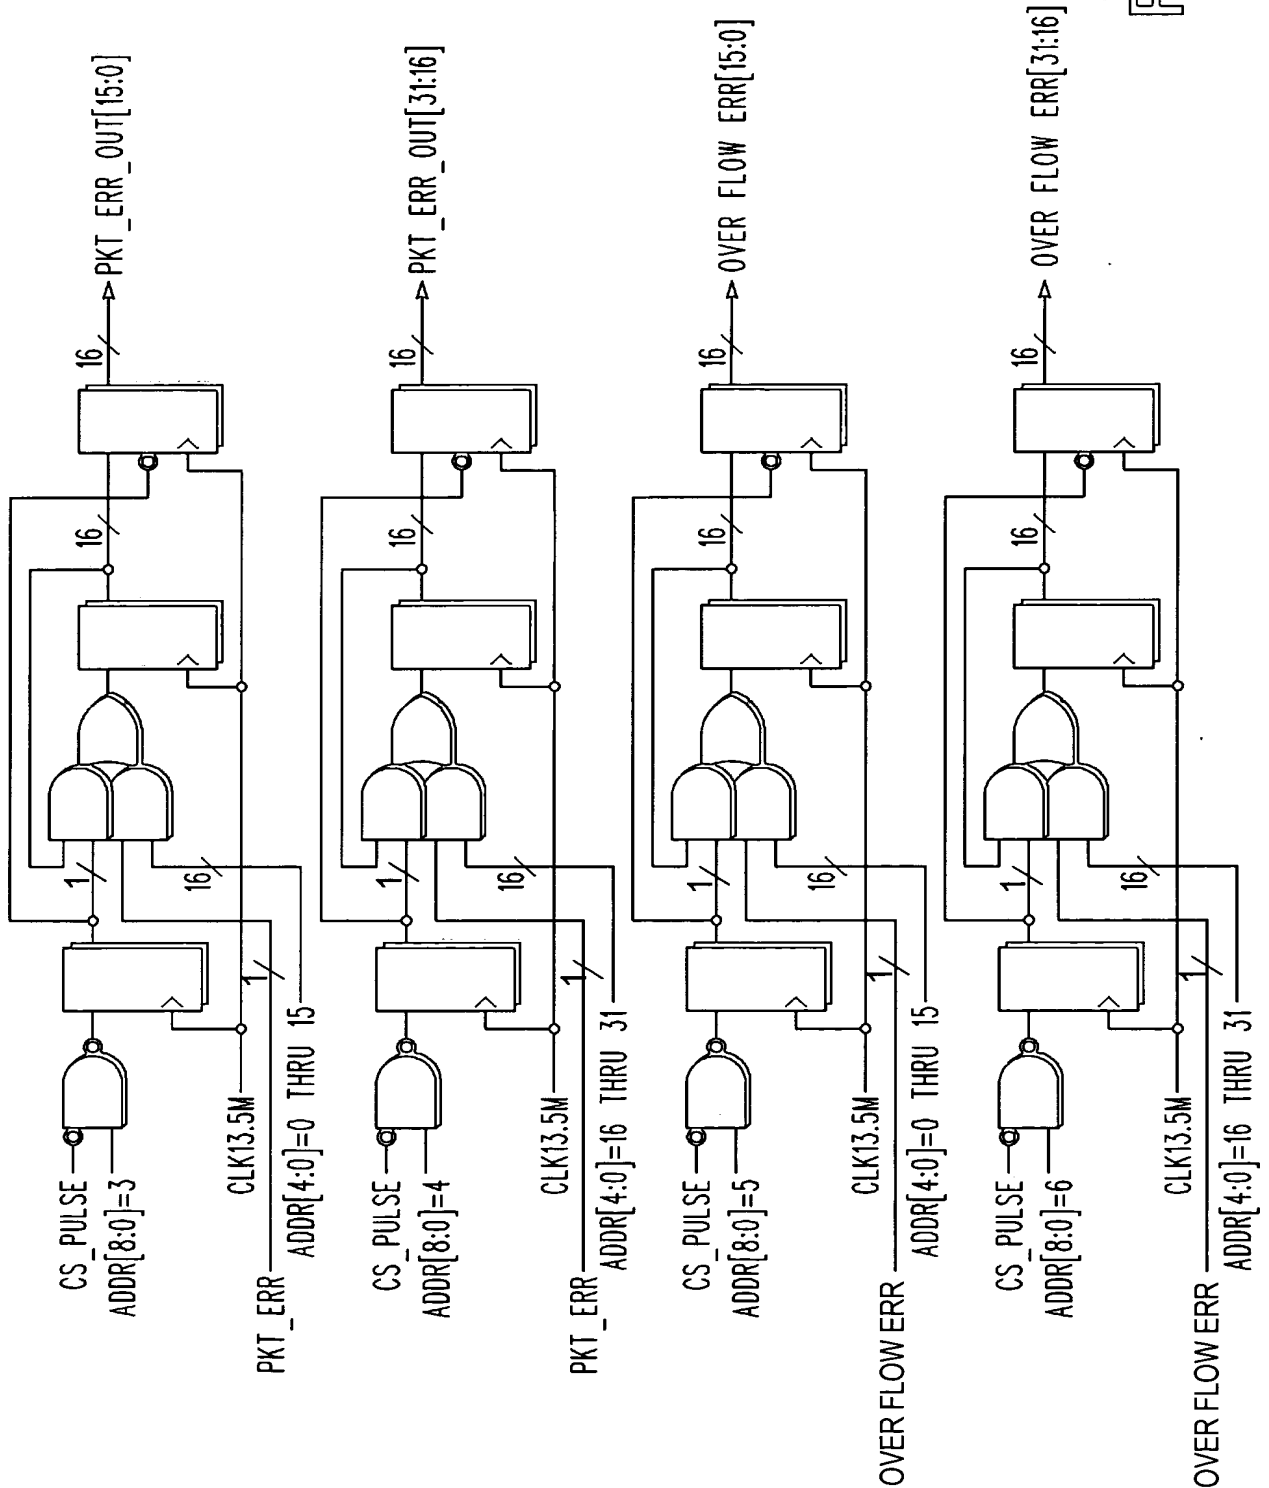 CS_PULSE
ADDR[8:0]=3
CLK13.5M
PKT_ERR
ADDR[4:0]=0 THRU 15
1
1
16
16
16
PKT_ERR_OUT[15:0]
CS_PULSE
ADDR[8:0]=4
CLK13.5M
PKT_ERR
ADDR[4:0]=16 THRU 31
1
1
16
16
16
PKT_ERR_OUT[31:16]
CS_PULSE
ADDR[8:0]=5
CLK13.5M
OVER FLOW ERR
ADDR[4:0]=0 THRU 15
1
1
16
16
16
OVER FLOW ERR[15:0]
CS_PULSE
ADDR[8:0]=6
CLK13.5M
OVER FLOW ERR
ADDR[4:0]=16 THRU 31
1
1
16
16
16
OVER FLOW ERR[31:16]